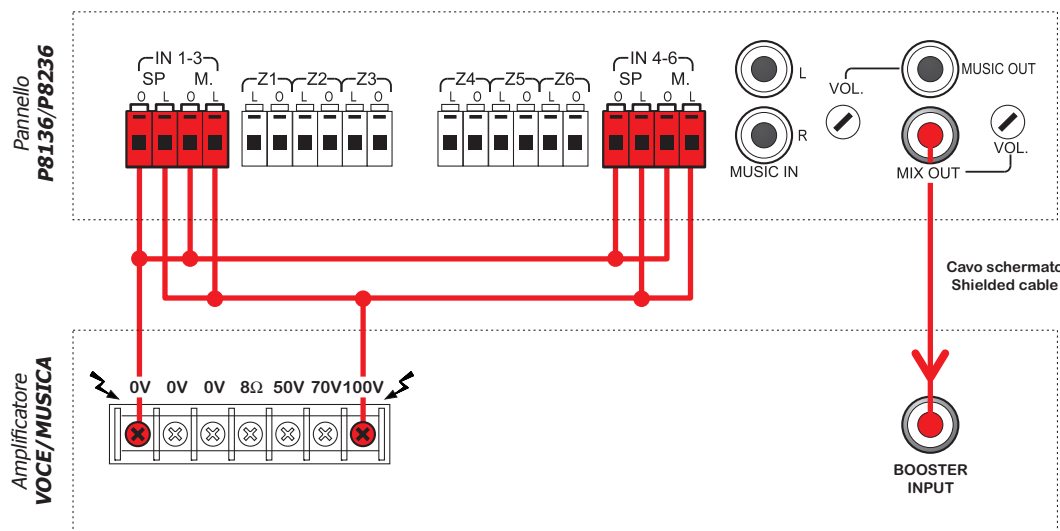 Pannello
P8136/P8236
IN 1-3
SP M.
O L O L
Z1 Z2 Z3
L O L O L O
Z4 Z5 Z6
L O L O L O
IN 4-6
SP M.
O L O L
L
R
MUSIC IN
VOL.
MUSIC OUT
VOL.
MIX OUT
Cavo schermato
Shielded cable
Amplificatore
VOCE/MUSICA
0V 0V 0V 8Ω 50V 70V 100V
BOOSTER
INPUT